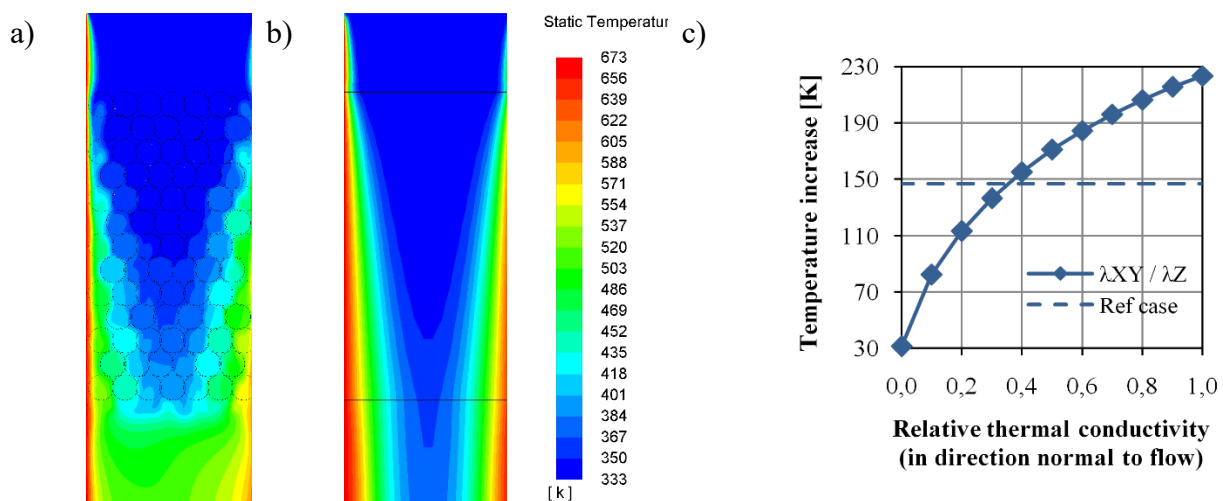 a)
b)
Static Temperatur
673
656
639
622
605
588
571
554
537
520
503
486
469
452
435
418
401
384
367
350
333
[ k ]
c)
Temperature increase [K]
230
190
150
110
70
30
λXY / λZ
Ref case
0,0 0,2 0,4 0,6 0,8 1,0
Relative thermal conductivity
(in direction normal to flow)